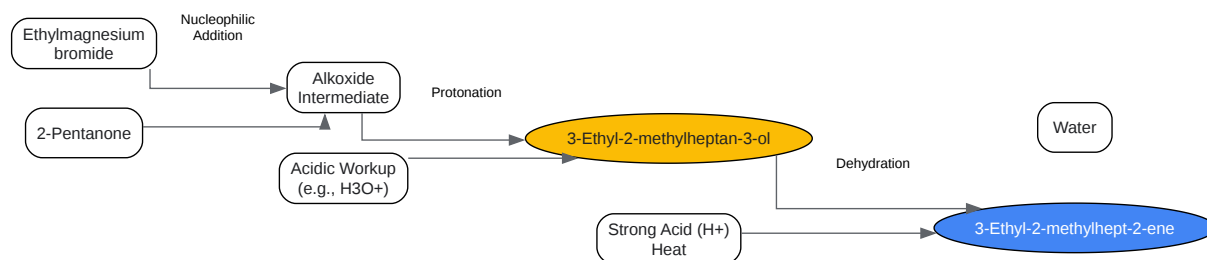 Nucleophilic
Addition
Ethylmagnesium
bromide
Alkoxide
Intermediate
Protonation
2-Pentanone
3-Ethyl-2-methylheptan-3-ol
Water
Acidic Workup
(e.g., H3O+)
Dehydration
Strong Acid (H+)
Heat
3-Ethyl-2-methylhept-2-ene